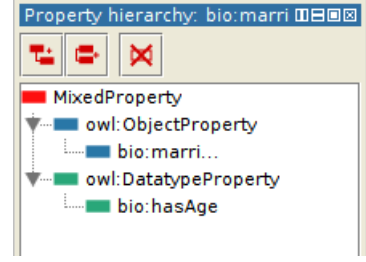 Property hierarchy: bio:marri
MixedProperty
owl:ObjectProperty
bio:marri...
owl:DatatypeProperty
bio:hasAge